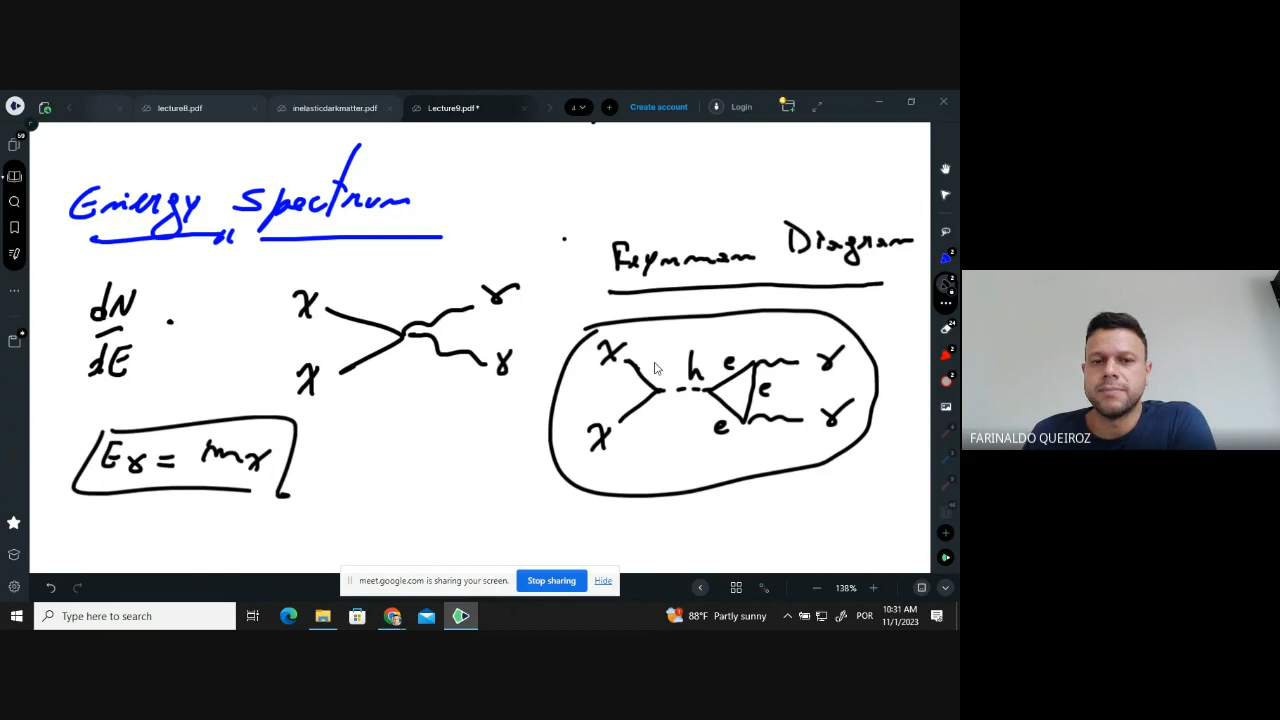 lecture8.pdf
inelasticdarkmatter.pdf
Lecture9.pdf*
4
Create account
Login
59
Energy Spectrum
Feynman Diagram
dN
dE
χ
γ
χ
γ
Eγ = mχ
χ
h
e
e
γ
χ
e
γ
FARINALDO QUEIROZ
meet.google.com is sharing your screen.
Stop sharing
Hide
138%
Type here to search
88°F Partly sunny
POR
10:31 AM
11/1/2023